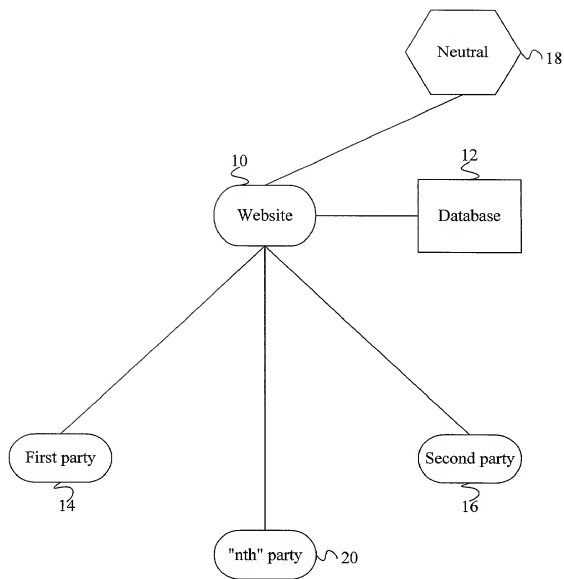 Neutral
18
10
12
Website
Database
First party
Second party
14
16
"nth" party
20